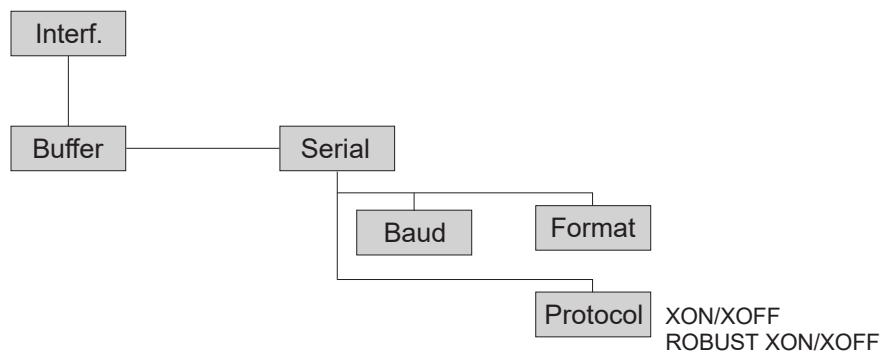 Interf.
Buffer
Serial
Baud
Format
Protocol
XON/XOFF
ROBUST XON/XOFF